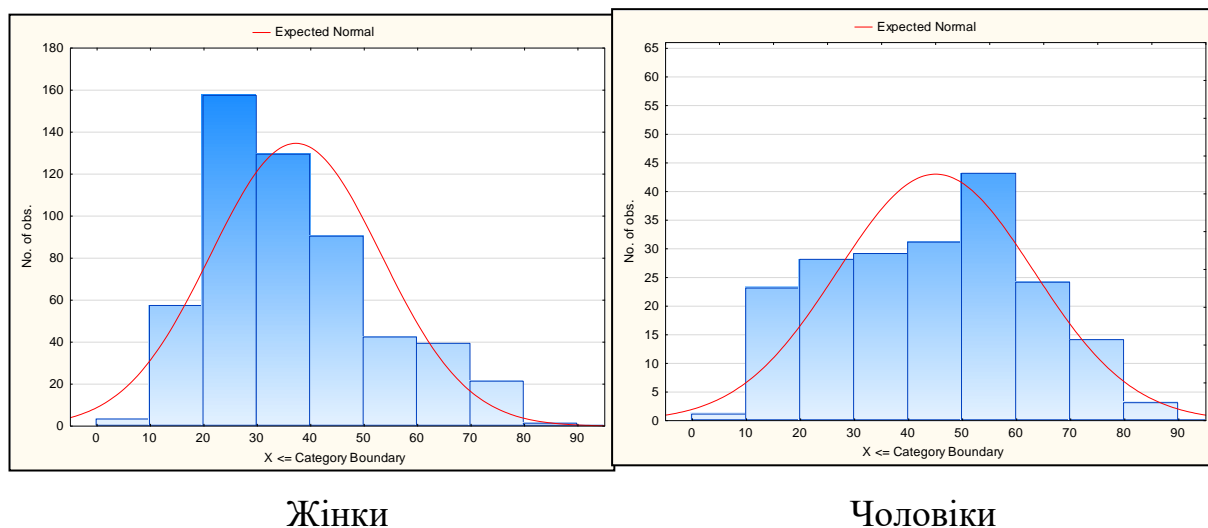 Expected Normal
180
160
140
120
100
80
60
40
20
0
No. of obs.
0 10 20 30 40 50 60 70 80 90
X <= Category Boundary
Жінки
Expected Normal
65
60
55
50
45
40
35
30
25
20
15
10
5
0
No. of obs.
0 10 20 30 40 50 60 70 80 90
X <= Category Boundary
Чоловіки